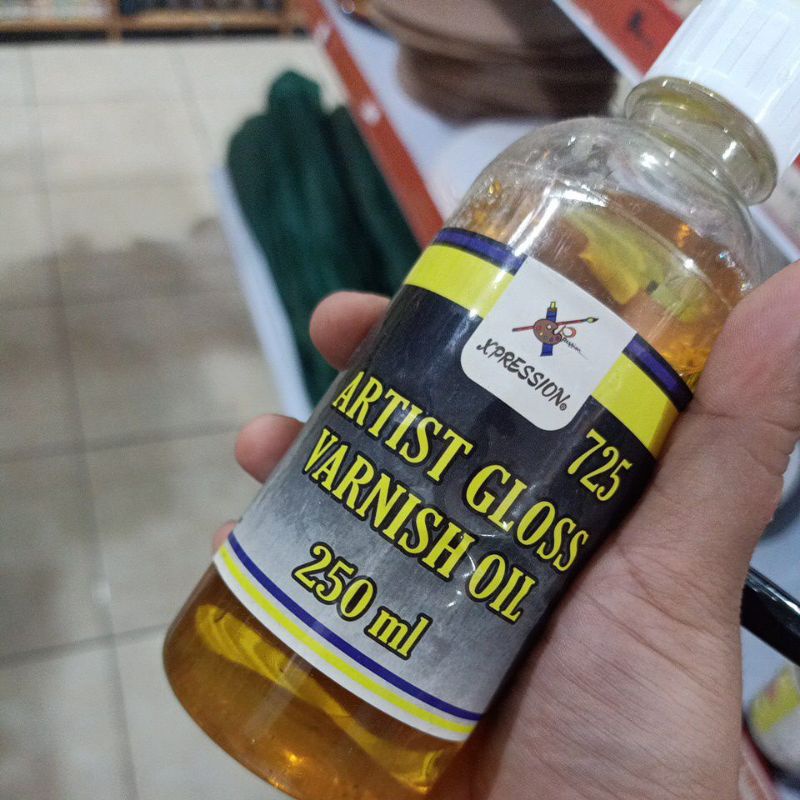 XPRESSION®
725
ARTIST GLOSS
VARNISH OIL
250 ml